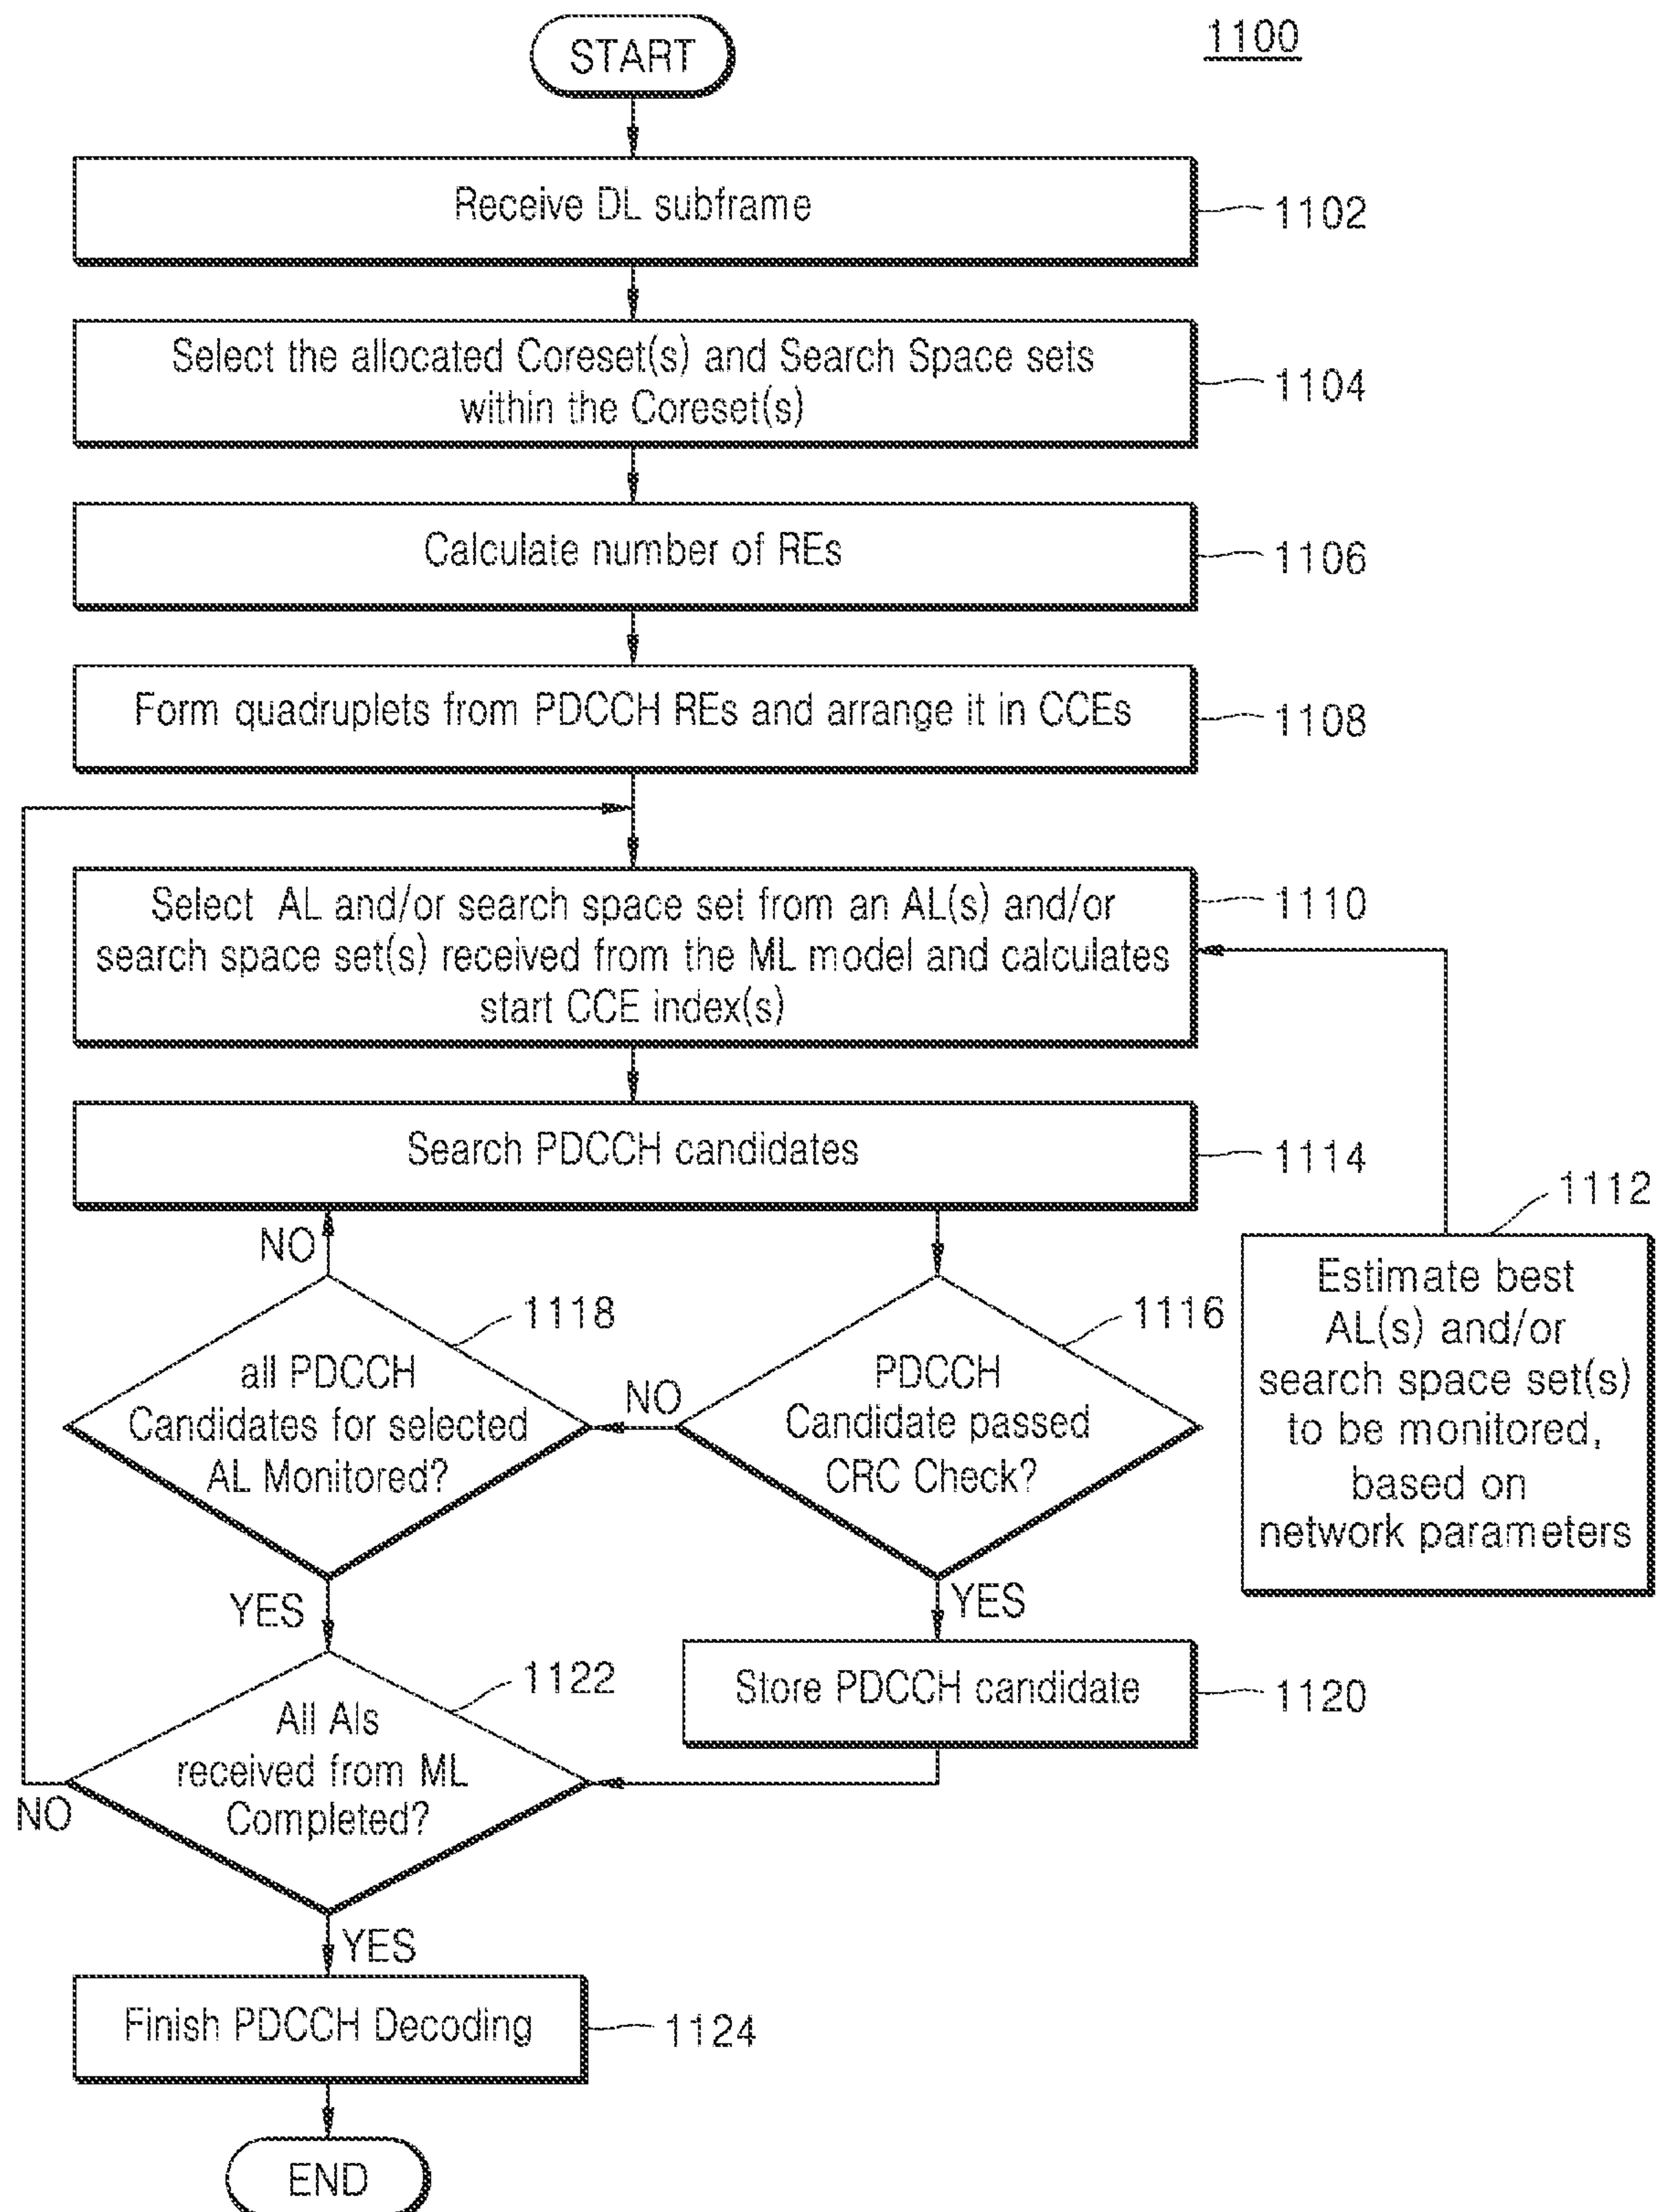 1100
START
Receive DL subframe
1102
Select the allocated Coreset(s) and Search Space sets
within the Coreset(s)
1104
Calculate number of REs
1106
Form quadruplets from PDCCH REs and arrange it in CCEs
1108
Select AL and/or search space set from an AL(s) and/or
search space set(s) received from the ML model and calculates
start CCE index(s)
1110
Search PDCCH candidates
1114
1112
Estimate best
AL(s) and/or
search space set(s)
to be monitored,
based on
network parameters
NO
1118
all PDCCH
Candidates for selected
AL Monitored?
NO
1116
PDCCH
Candidate passed
CRC Check?
YES
YES
Store PDCCH candidate
1120
1122
All Als
received from ML
Completed?
NO
YES
Finish PDCCH Decoding
1124
END